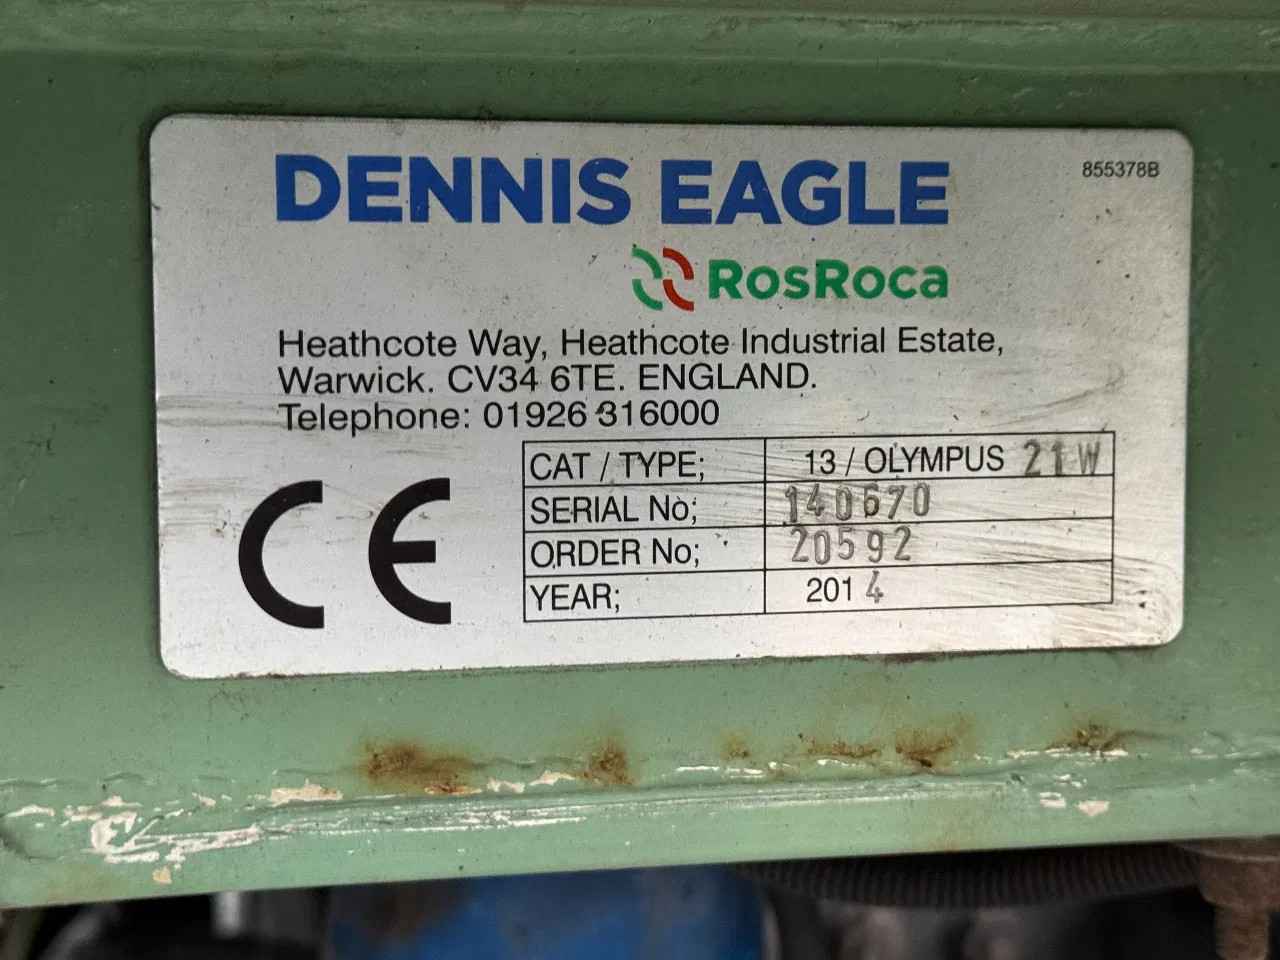 DENNIS EAGLE
855378B
RosRoca
Heathcote Way, Heathcote Industrial Estate,
Warwick. CV34 6TE. ENGLAND.
Telephone: 01926 316000
CE
CAT / TYPE; 13 / OLYMPUS 21W
SERIAL No; 140670
ORDER No; 20592
YEAR; 2014